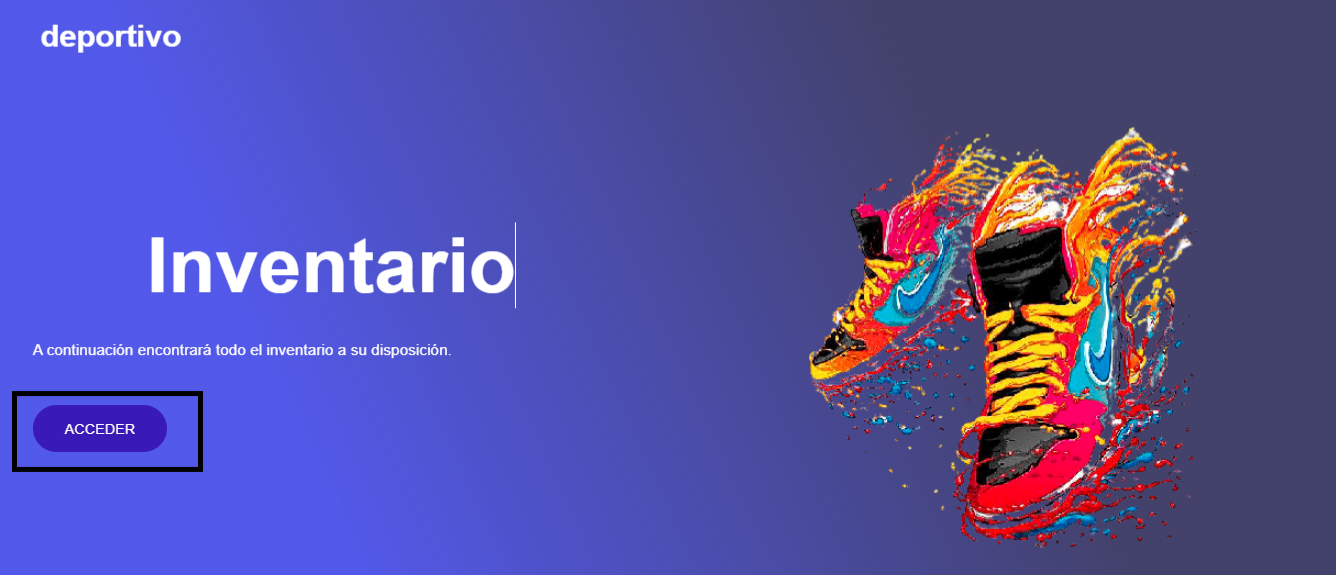 deportivo
Inventario
A continuación encontrará todo el inventario a su disposición.
ACCEDER